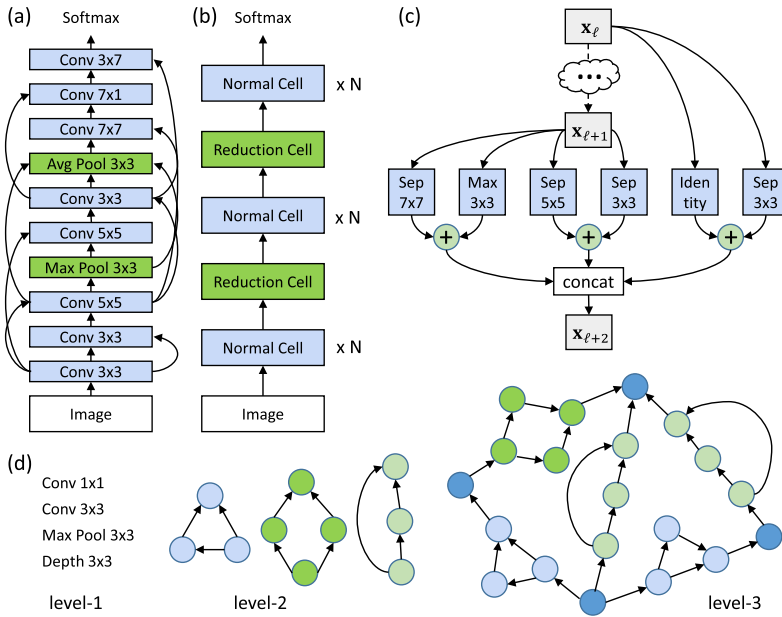 (a)
Softmax
Conv 3x7
Conv 7x1
Conv 7x7
Avg Pool 3x3
Conv 3x3
Conv 5x5
Max Pool 3x3
Conv 5x5
Conv 3x3
Conv 3x3
Image
(b)
Softmax
Normal Cell
x N
Reduction Cell
Normal Cell
x N
Reduction Cell
Normal Cell
x N
Image
(c)
xℓ
xℓ+1
Sep
7x7
Max
3x3
Sep
5x5
Sep
3x3
Iden
tity
Sep
3x3
+
+
+
concat
xℓ+2
(d)
Conv 1x1
Conv 3x3
Max Pool 3x3
Depth 3x3
level-1
level-2
level-3